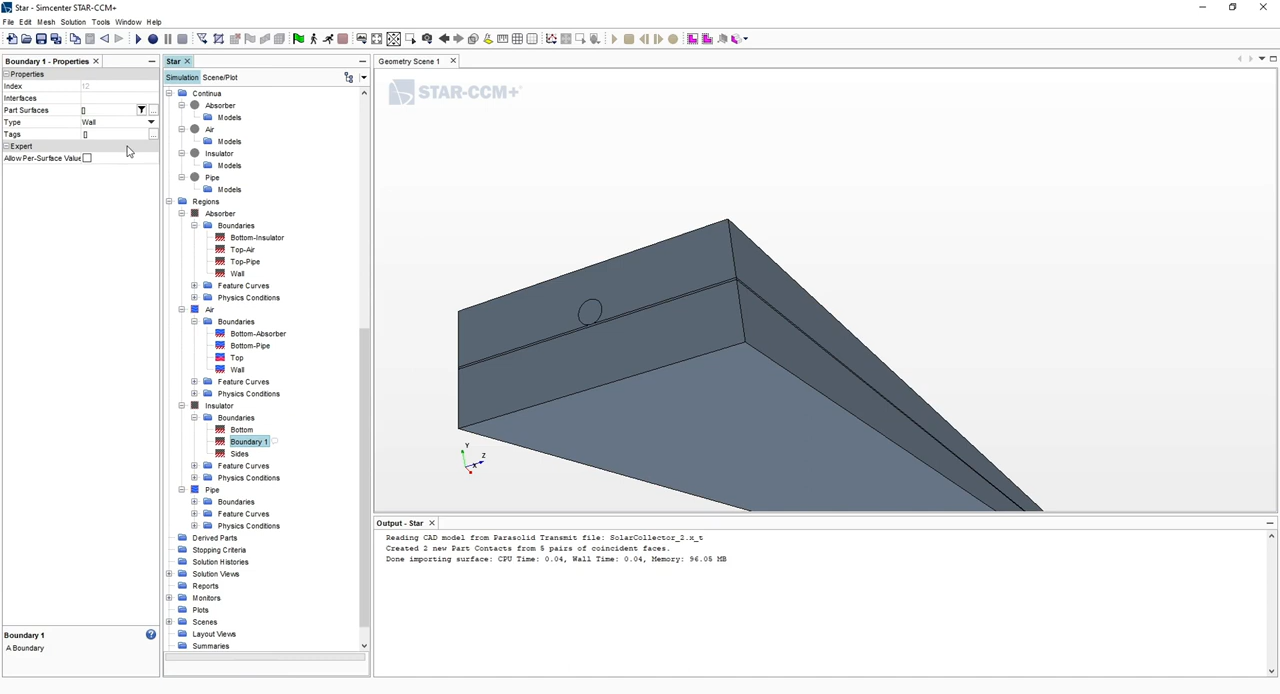 Star - Simcenter STAR-CCM+
File Edit Mesh Solution Tools Window Help
Boundary 1 - Properties
Properties
Index 12
Interfaces
Part Surfaces []
Type Wall
Tags []
Expert
Allow Per-Surface Value
Boundary 1
A Boundary
Star
Simulation Scene/Plot
Continua
Absorber
Models
Air
Models
Insulator
Models
Pipe
Models
Regions
Absorber
Boundaries
Bottom-Insulator
Top-Air
Top-Pipe
Wall
Feature Curves
Physics Conditions
Air
Boundaries
Bottom-Absorber
Bottom-Pipe
Top
Wall
Feature Curves
Physics Conditions
Insulator
Boundaries
Bottom
Boundary 1
Sides
Feature Curves
Physics Conditions
Pipe
Boundaries
Feature Curves
Physics Conditions
Derived Parts
Stopping Criteria
Solution Histories
Solution Views
Reports
Monitors
Plots
Scenes
Layout Views
Summaries
Geometry Scene 1
STAR-CCM+
Y
Z
X
Output - Star
Reading CAD model from Parasolid Transmit file: SolarCollector_2.x_t
Created 2 new Part Contacts from 5 pairs of coincident faces.
Done importing surface: CPU Time: 0.04, Wall Time: 0.04, Memory: 96.05 MB